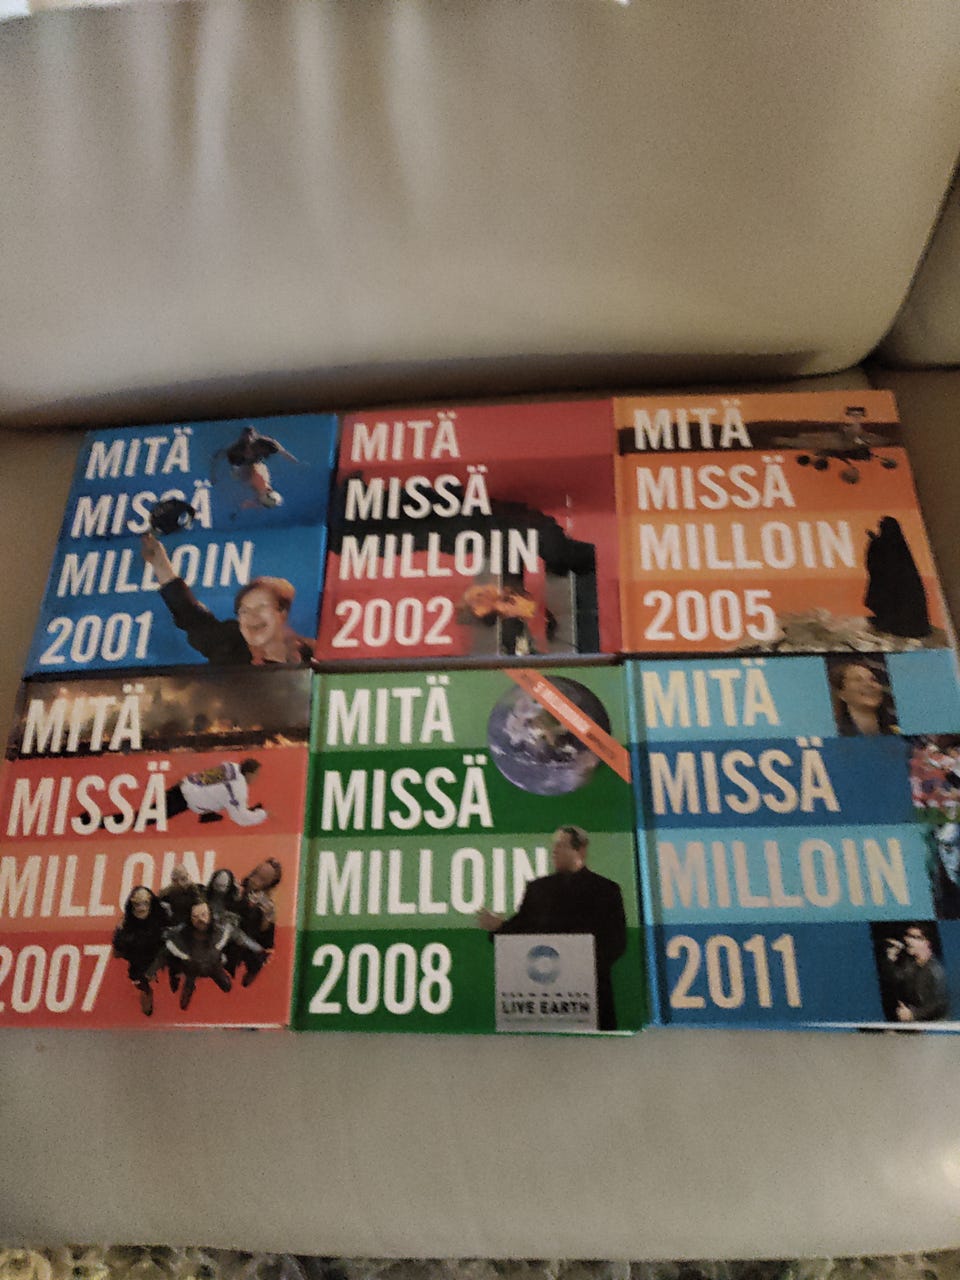 MITÄ
MISSÄ
MILLOIN
2001
MITÄ
MISSÄ
MILLOIN
2002
MITÄ
MISSÄ
MILLOIN
2005
MITÄ
MISSÄ
MILLOIN
2007
MITÄ
MISSÄ
MILLOIN
2008
LIVE EARTH
MITÄ
MISSÄ
MILLOIN
2011